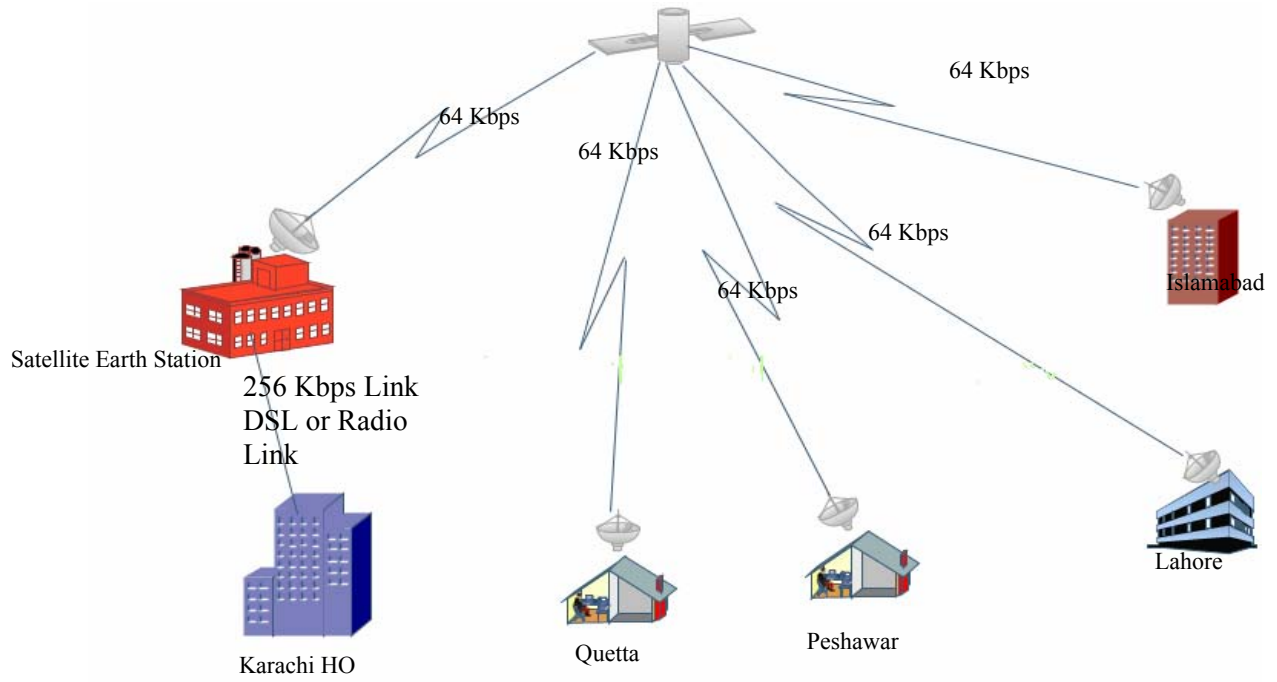 64 Kbps
64 Kbps
64 Kbps
64 Kbps
64 Kbps
Islamabad
Satellite Earth Station
256 Kbps Link
DSL or Radio
Link
Lahore
Peshawar
Quetta
Karachi HO